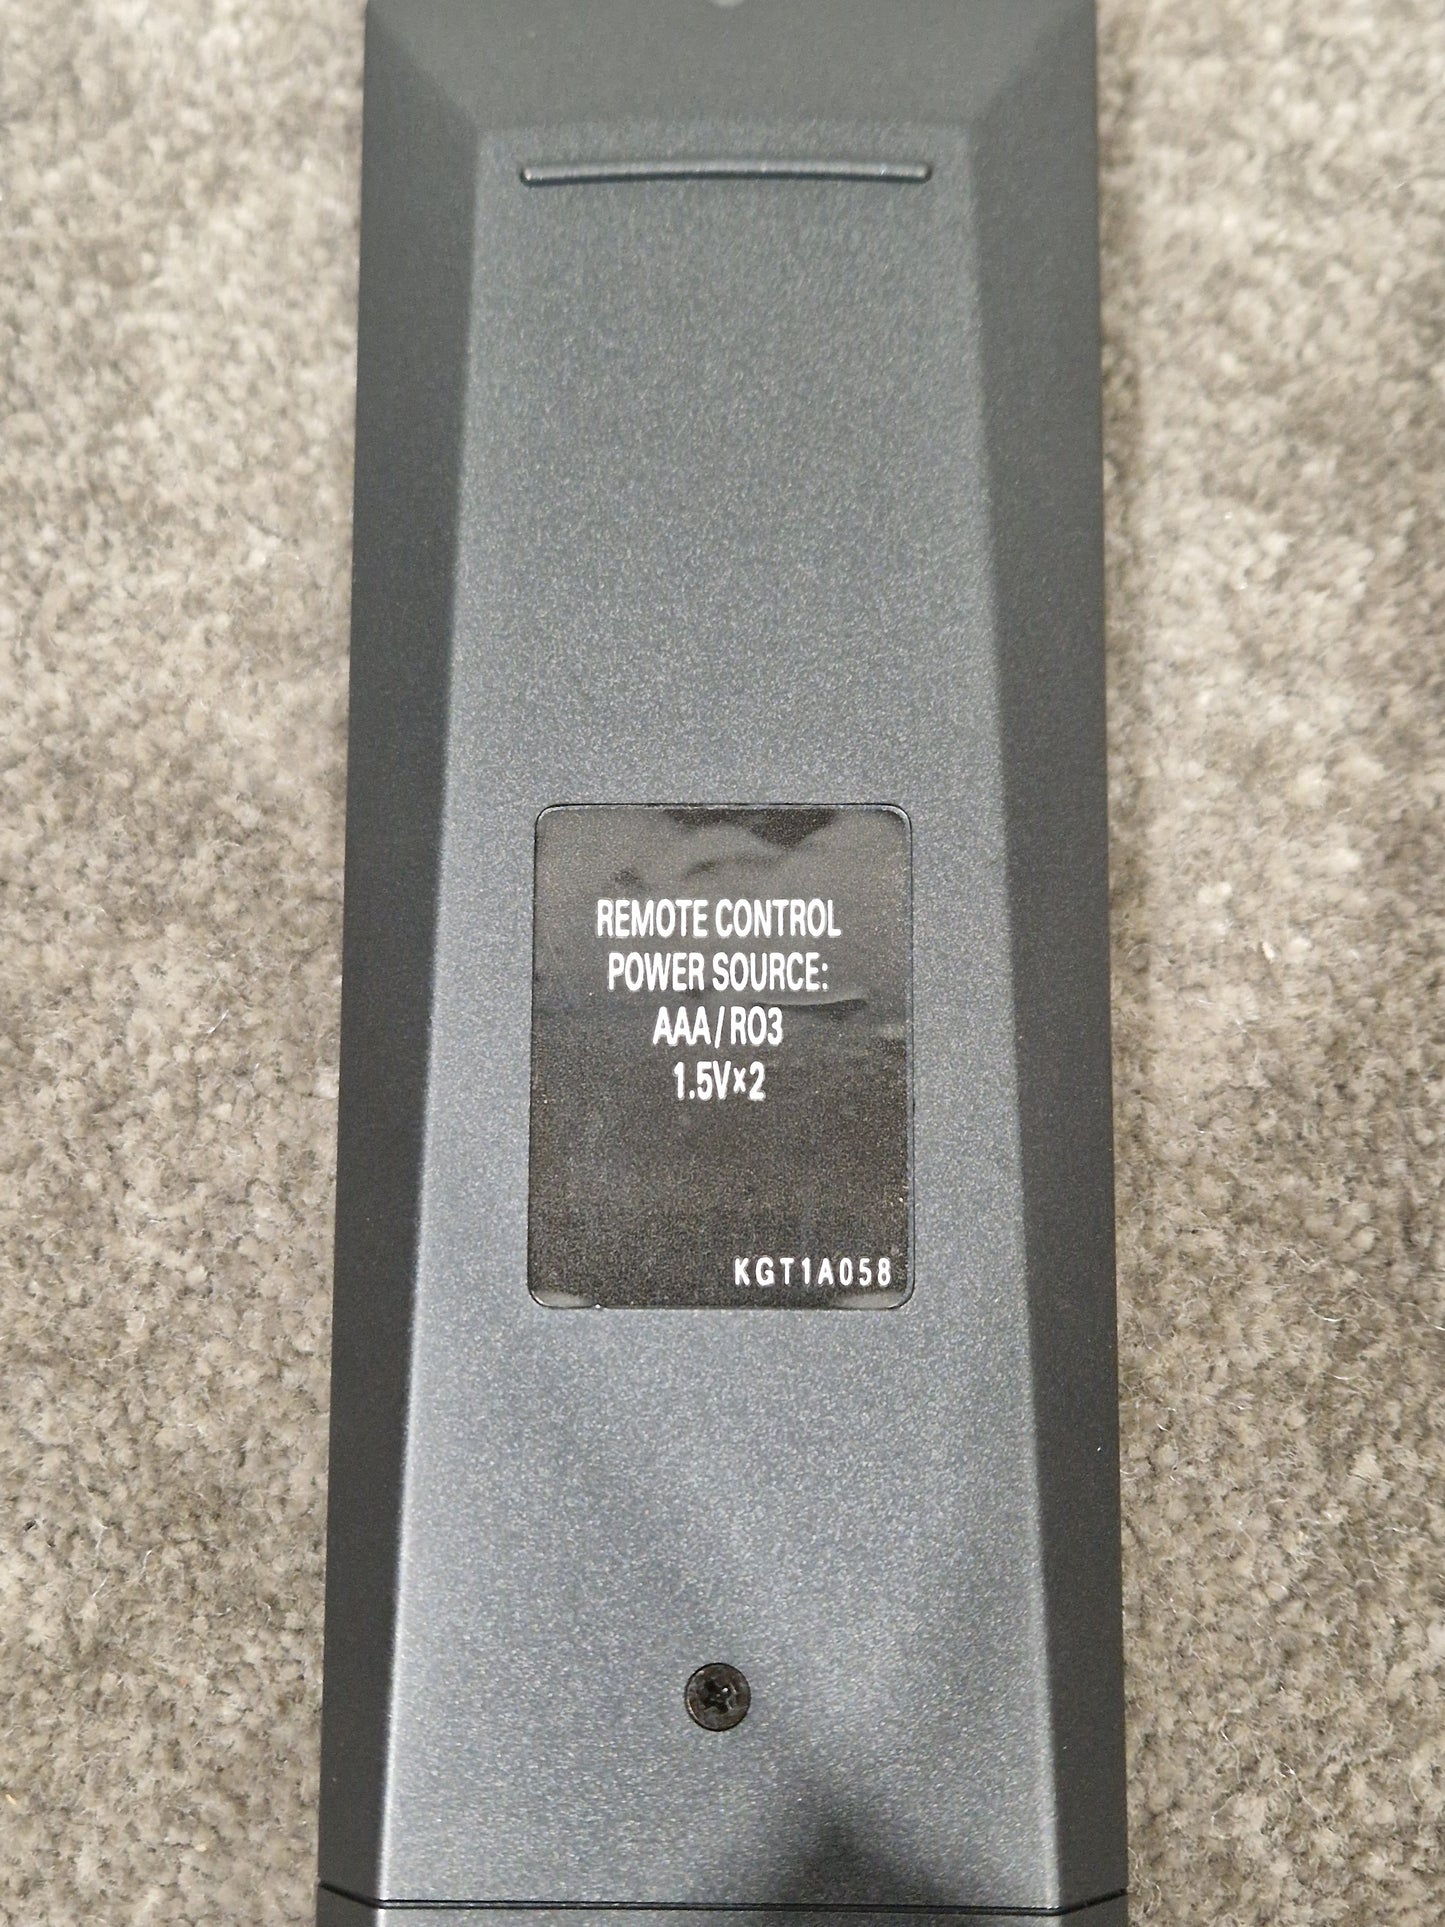 REMOTE CONTROL
POWER SOURCE:
AAA/RO3
1.5V×2
KGT1A058